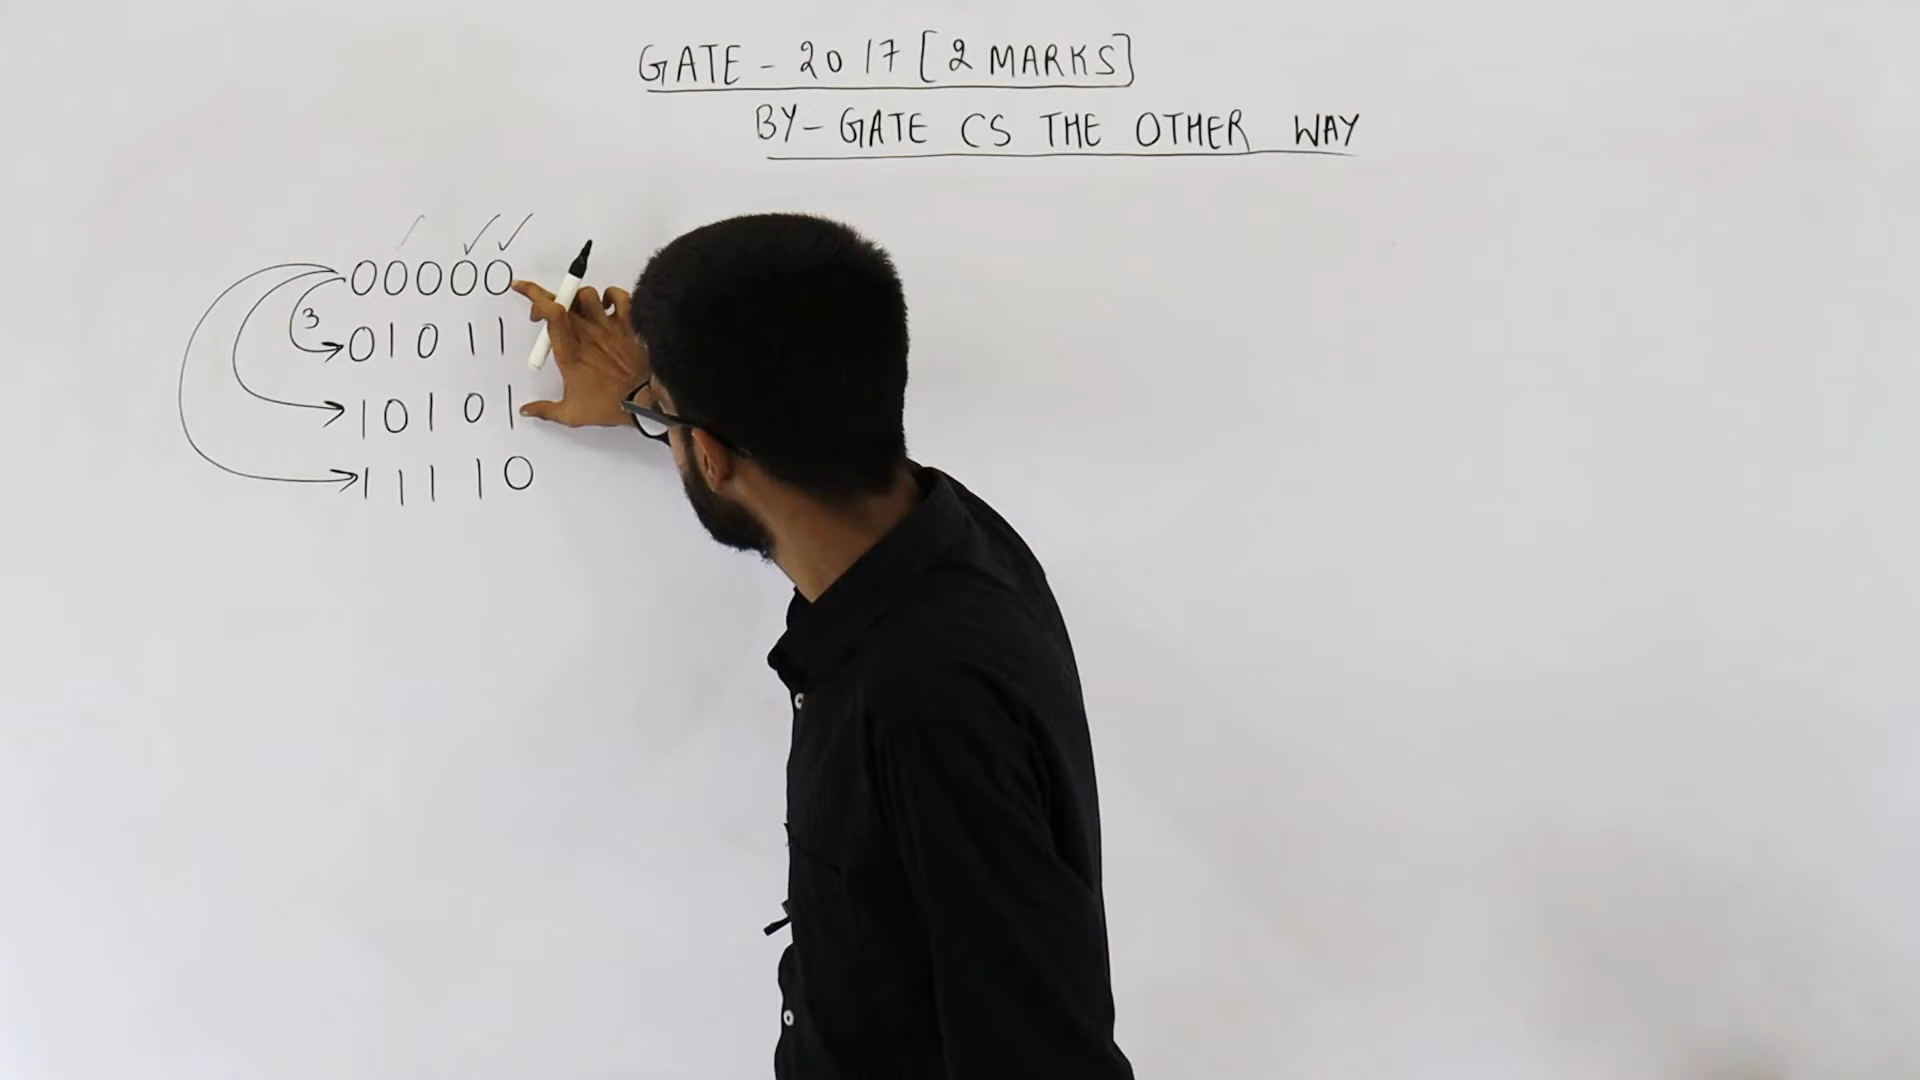 GATE - 2017 [2 MARKS]
BY - GATE CS THE OTHER WAY
00000
3
01011
10101
11110